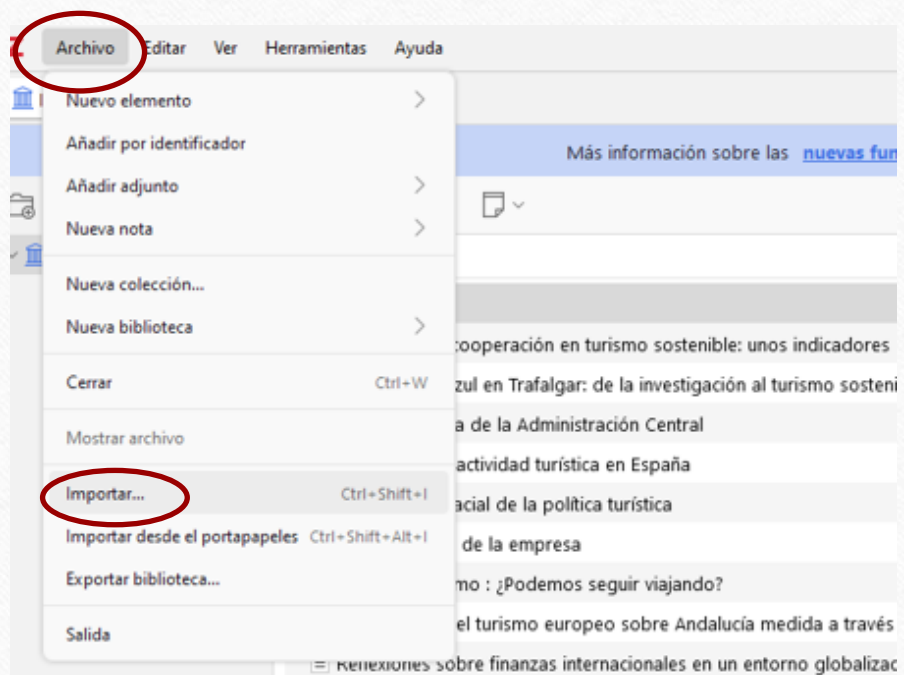 Archivo Editar Ver Herramientas Ayuda
Nuevo elemento
Añadir por identificador
Más información sobre las nuevas fun
Añadir adjunto
Nueva nota
Nueva colección...
Nueva biblioteca
cooperación en turismo sostenible: unos indicadores
Cerrar Ctrl+W
zul en Trafalgar: de la investigación al turismo sosteni
a de la Administración Central
Mostrar archivo
actividad turística en España
Importar... Ctrl+Shift+I
acial de la política turística
Importar desde el portapapeles Ctrl+Shift+Alt+I
de la empresa
Exportar biblioteca...
mo : ¿Podemos seguir viajando?
Salida
el turismo europeo sobre Andalucía medida a través
Reflexiones sobre finanzas internacionales en un entorno globalizac